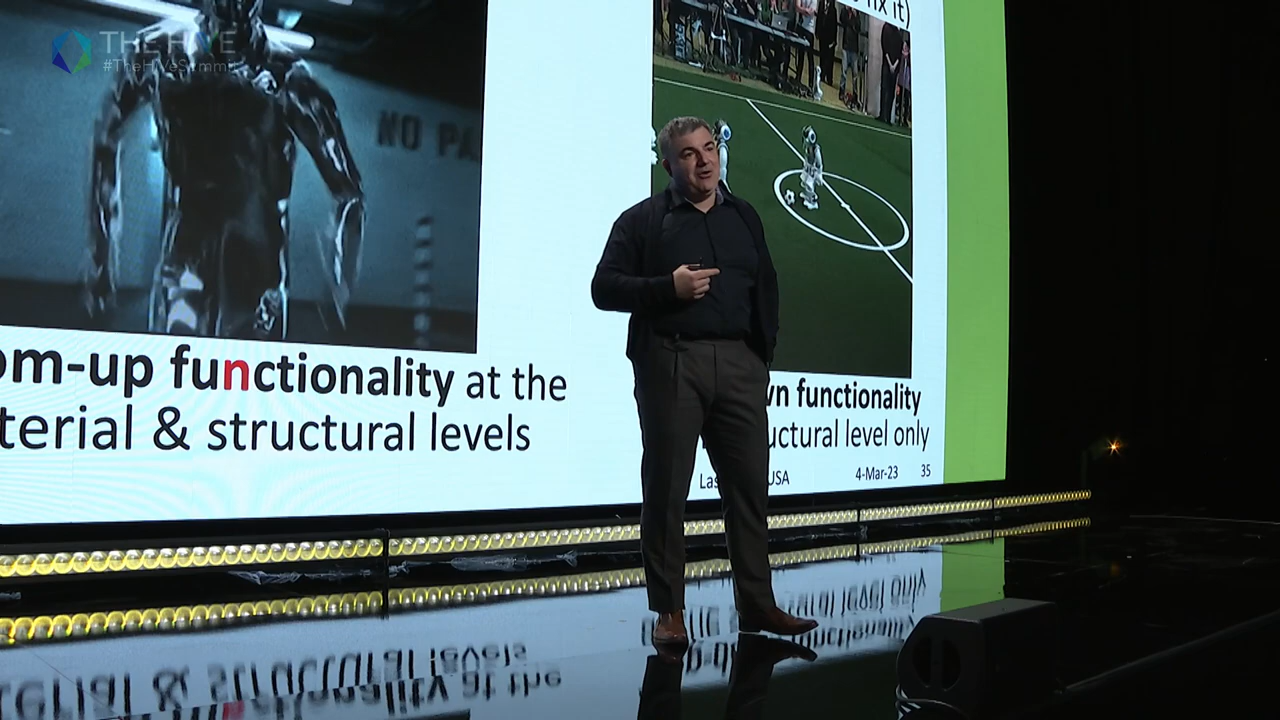 THE HiVE
#TheHiVeSummit
fix it)
NO PA
om-up functionality at the
terial & structural levels
wn functionality
uctural level only
Las USA 4-Mar-23 35